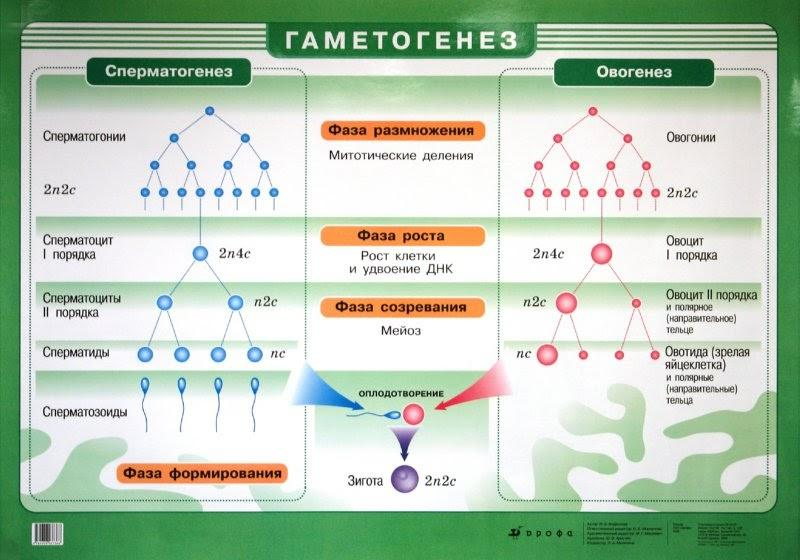 ГАМЕТОГЕНЕЗ
Сперматогенез
Овогенез
Сперматогонии
2n2c
Фаза размножения
Митотические деления
Овогонии
2n2c
Сперматоцит
I порядка
2n4c
Фаза роста
Рост клетки
и удвоение ДНК
2n4c
Овоцит
I порядка
Сперматоциты
II порядка
n2c
Фаза созревания
Мейоз
n2c
Овоцит II порядка
и полярное
(направительное)
тельце
Сперматиды
nc
nc
Овотида (зрелая
яйцеклетка)
и полярные
(направительные)
тельца
Сперматозоиды
ОПЛОДОТВОРЕНИЕ
Фаза формирования
Зигота
2n2c
дрофа